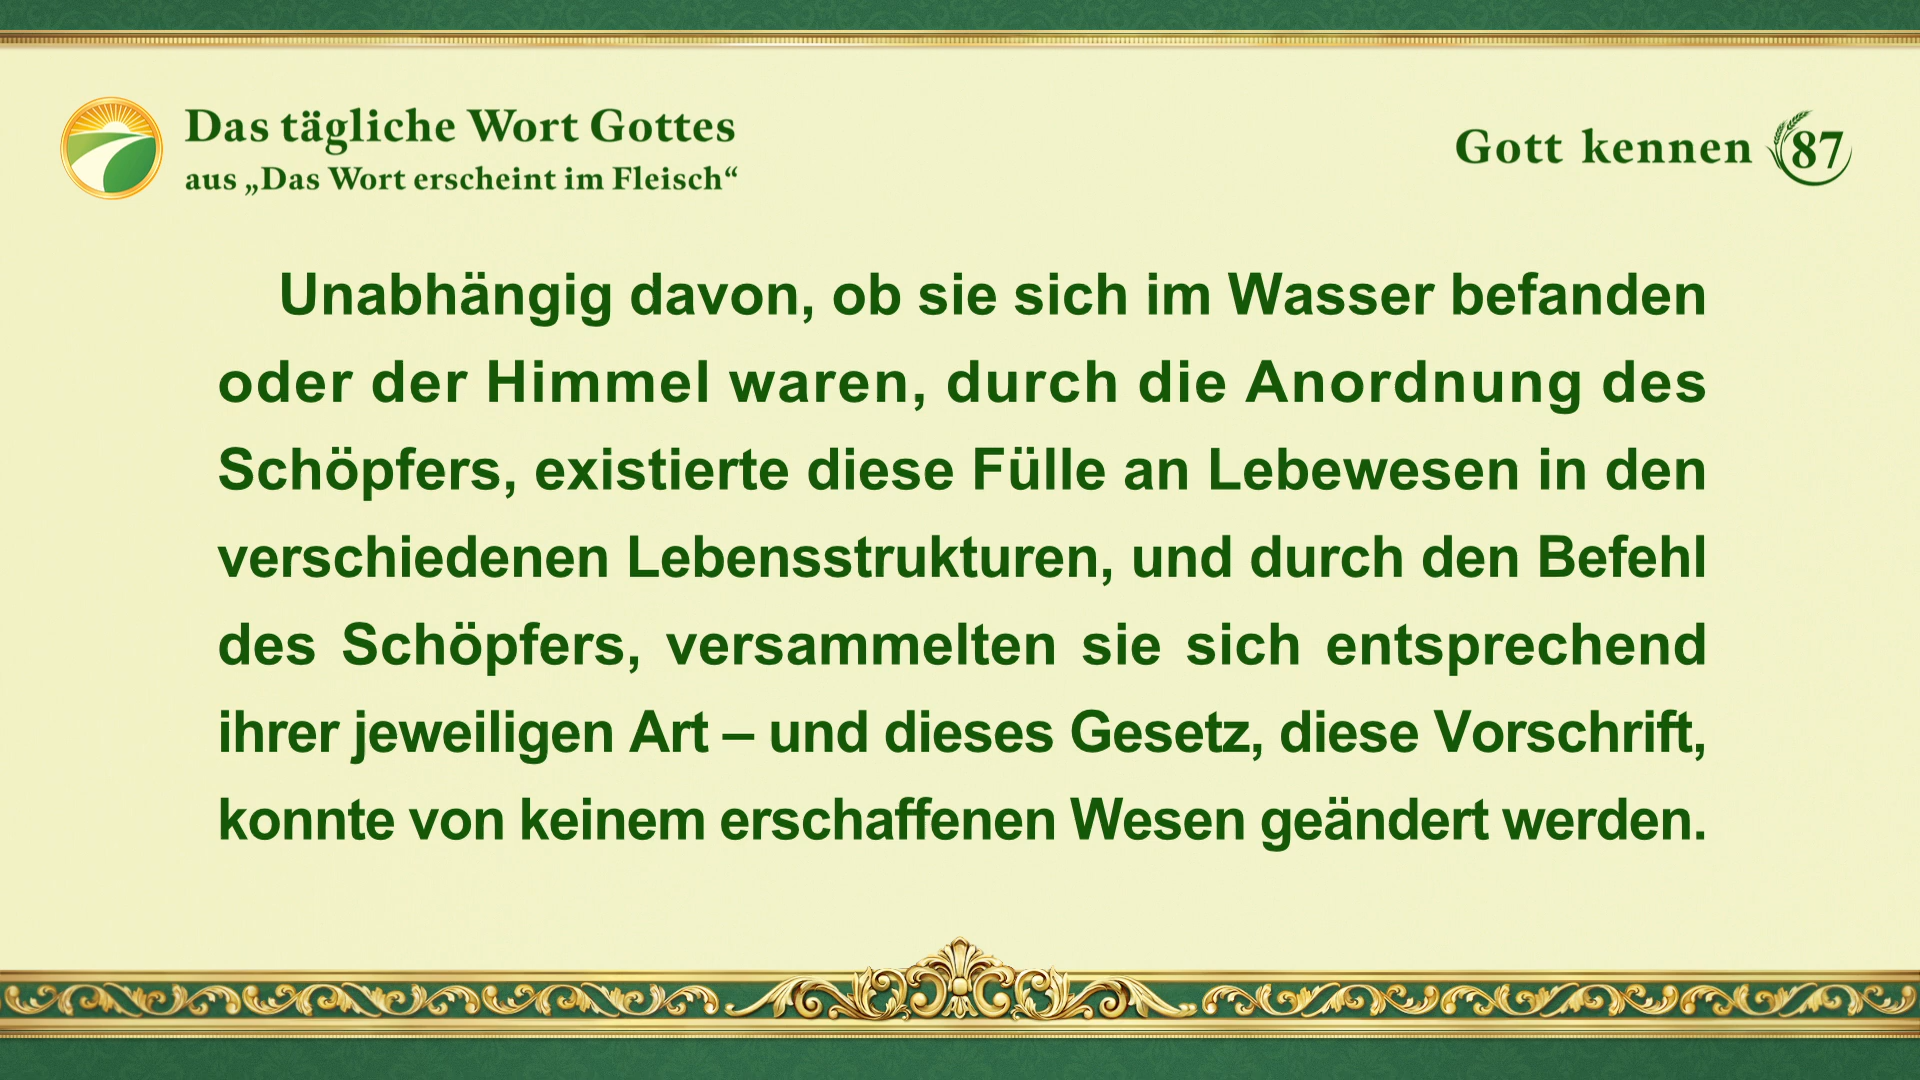 Das tägliche Wort Gottes
aus „Das Wort erscheint im Fleisch“
Gott kennen 87
Unabhängig davon, ob sie sich im Wasser befanden
oder der Himmel waren, durch die Anordnung des
Schöpfers, existierte diese Fülle an Lebewesen in den
verschiedenen Lebensstrukturen, und durch den Befehl
des Schöpfers, versammelten sie sich entsprechend
ihrer jeweiligen Art – und dieses Gesetz, diese Vorschrift,
konnte von keinem erschaffenen Wesen geändert werden.